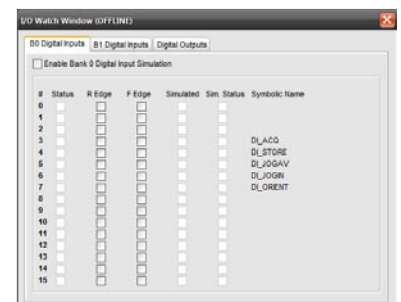 I/O Watch Window (OFFLINE)
B0 Digital Inputs B1 Digital Inputs Digital Outputs
Enable Bank 0 Digital Input Simulation
# Status R Edge F Edge Simulated Sim. Status Symbolic Name
0
1
2
3 DI_ACQ
4 DI_STORE
5 DI_JOGAV
6 DI_JOGIN
7 DI_ORIENT
8
9
10
11
12
13
14
15